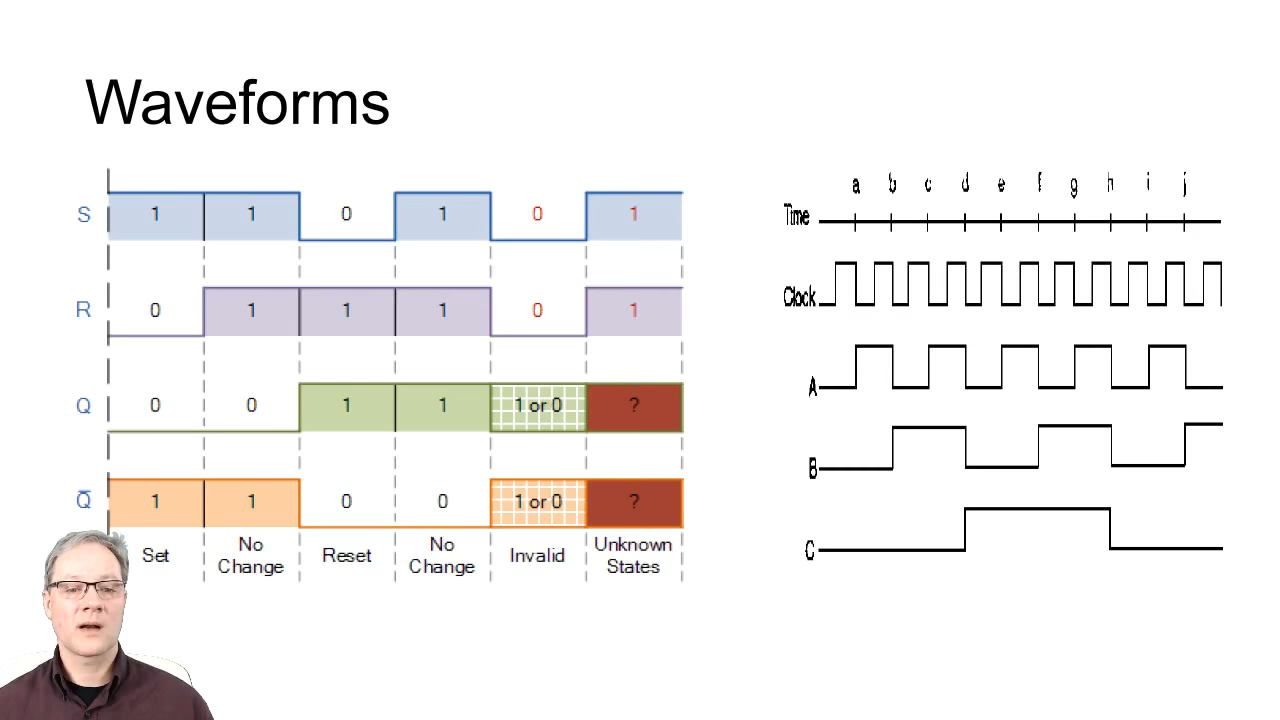 Waveforms
S 1 1 0 1 0 1
R 0 1 1 1 0 1
Q 0 0 1 1 1 or 0 ?
Q̅ 1 1 0 0 1 or 0 ?
Set No Change Reset No Change Invalid Unknown States
a b c d e f g h i j
Time
Clock
A
B
C